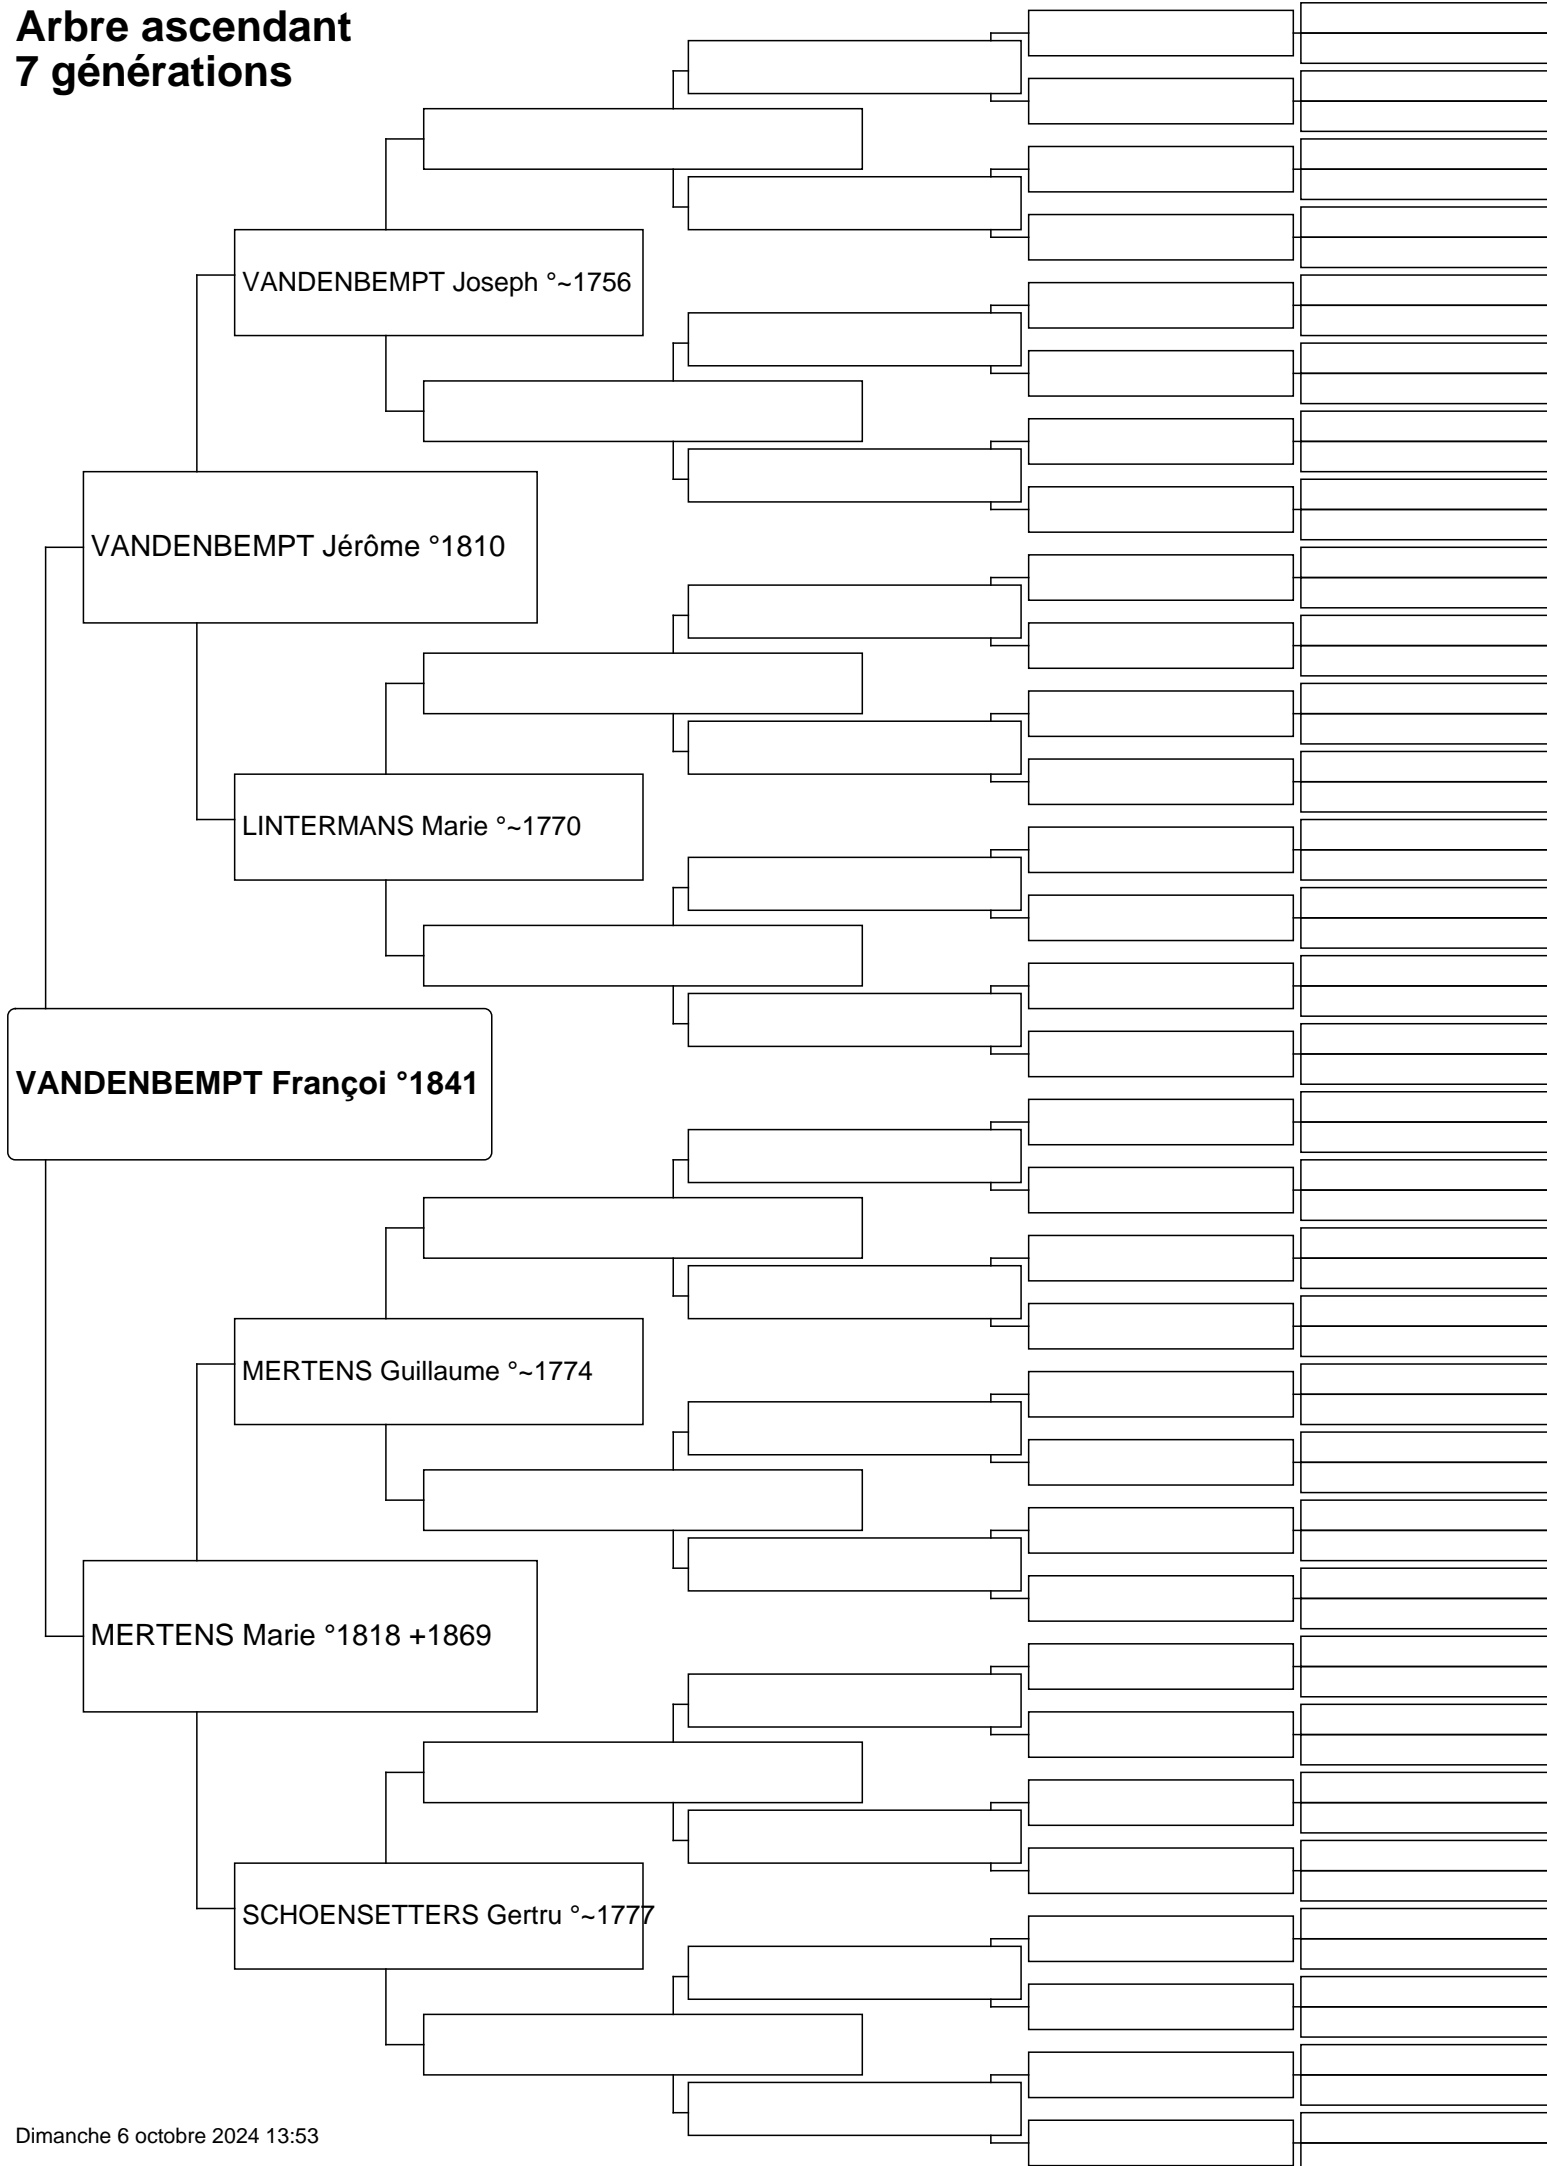 Arbre ascendant
7 générations
VANDENBEMPT Joseph °~1756
VANDENBEMPT Jérôme °1810
LINTERMANS Marie °~1770
VANDENBEMPT Françoi °1841
MERTENS Guillaume °~1774
MERTENS Marie °1818 +1869
SCHOENSETTERS Gertru °~1777
Dimanche 6 octobre 2024 13:53